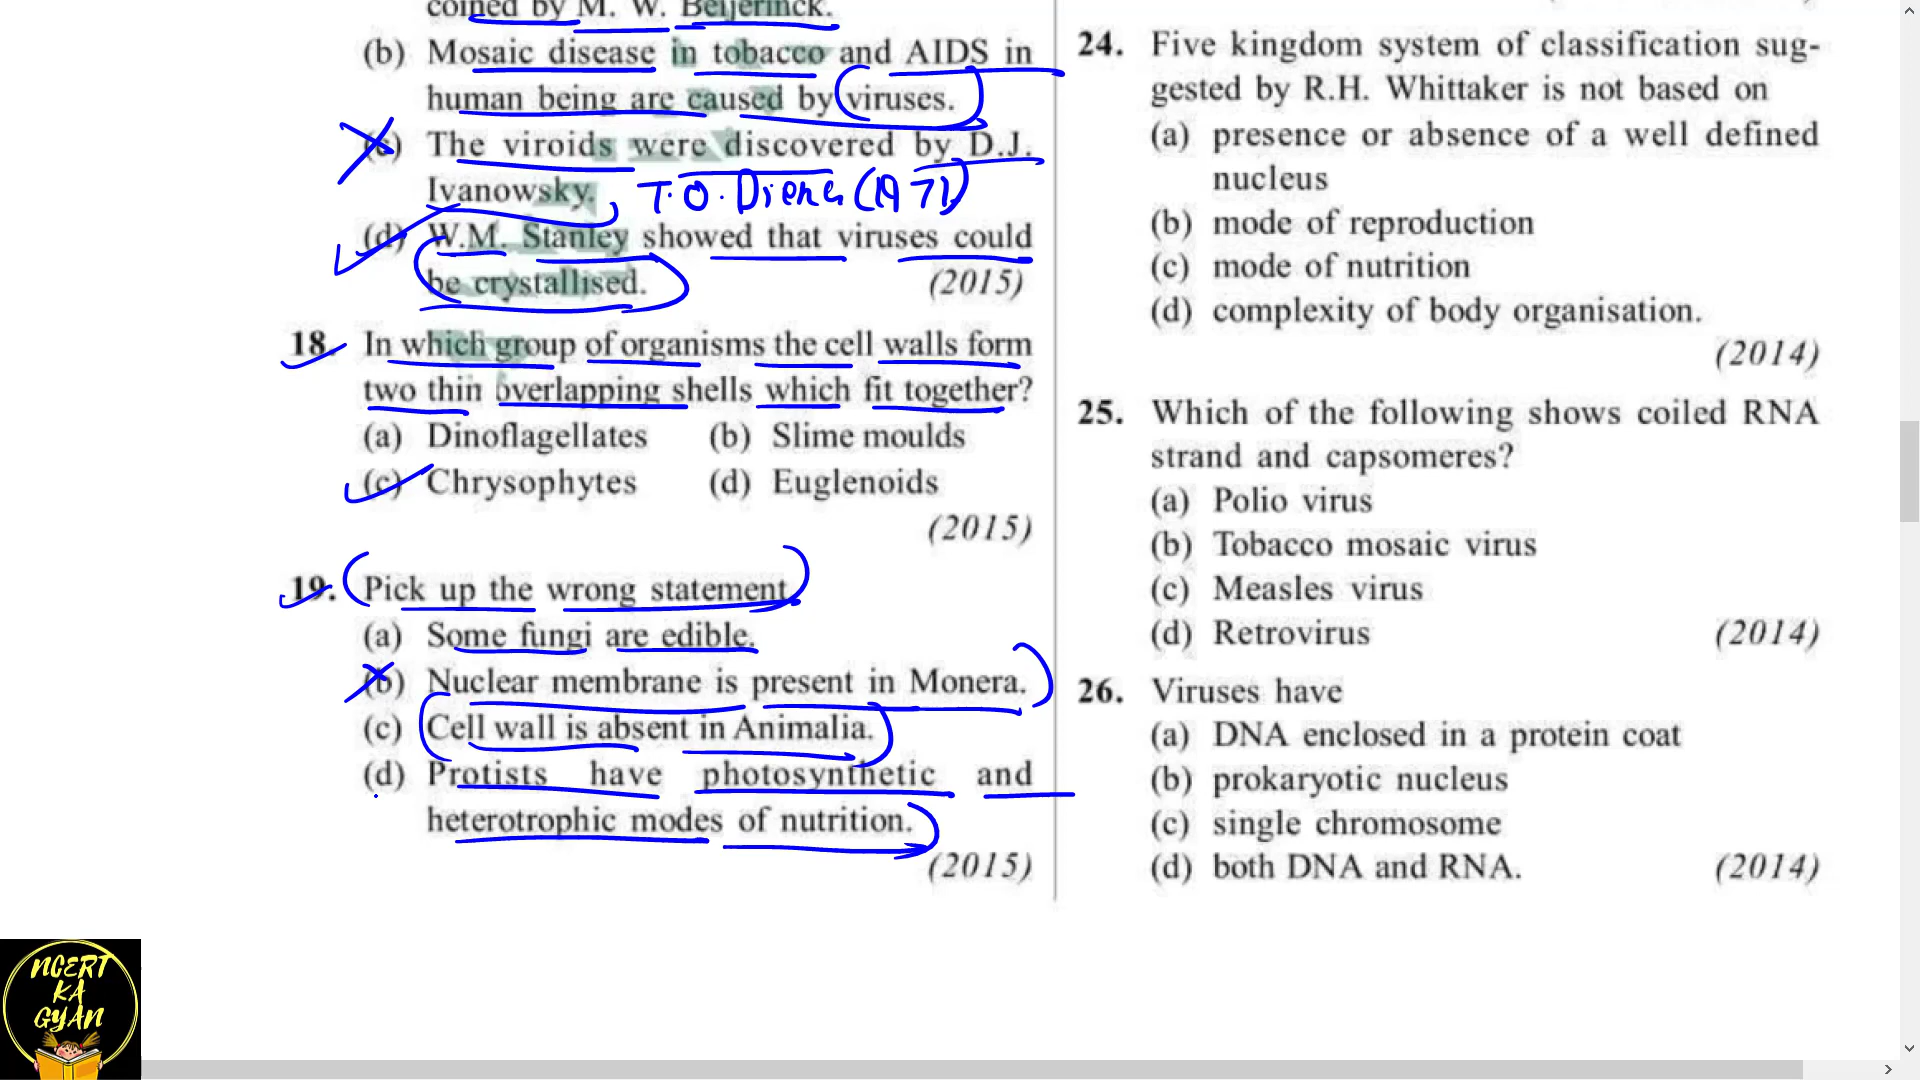 coined by M. W. Beijerinck.
(b) Mosaic disease in tobacco and AIDS in
human being are caused by viruses.
(c) The viroids were discovered by D.J.
Ivanowsky. T.O. Diener (1971)
(d) W.M. Stanley showed that viruses could
be crystallised. (2015)
18. In which group of organisms the cell walls form
two thin overlapping shells which fit together?
(a) Dinoflagellates (b) Slime moulds
(c) Chrysophytes (d) Euglenoids
(2015)
19. Pick up the wrong statement.
(a) Some fungi are edible.
(b) Nuclear membrane is present in Monera.
(c) Cell wall is absent in Animalia.
(d) Protists have photosynthetic and
heterotrophic modes of nutrition.
(2015)
24. Five kingdom system of classification sug-
gested by R.H. Whittaker is not based on
(a) presence or absence of a well defined
nucleus
(b) mode of reproduction
(c) mode of nutrition
(d) complexity of body organisation.
(2014)
25. Which of the following shows coiled RNA
strand and capsomeres?
(a) Polio virus
(b) Tobacco mosaic virus
(c) Measles virus
(d) Retrovirus (2014)
26. Viruses have
(a) DNA enclosed in a protein coat
(b) prokaryotic nucleus
(c) single chromosome
(d) both DNA and RNA. (2014)
NCERT
KA
GYAN